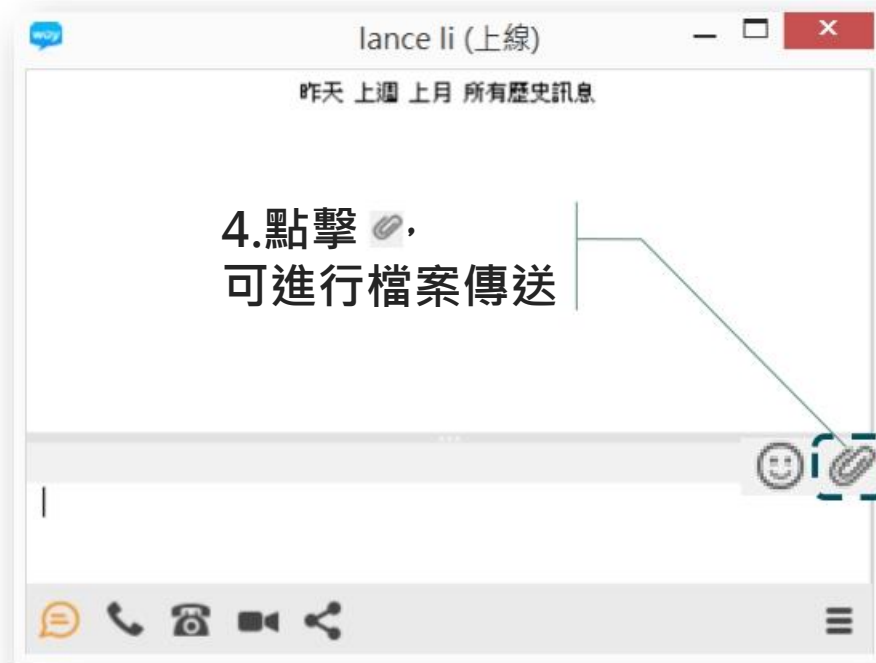 way
lance li (上線)
昨天 上週 上月 所有歷史訊息
4.點擊 ,
可進行檔案傳送